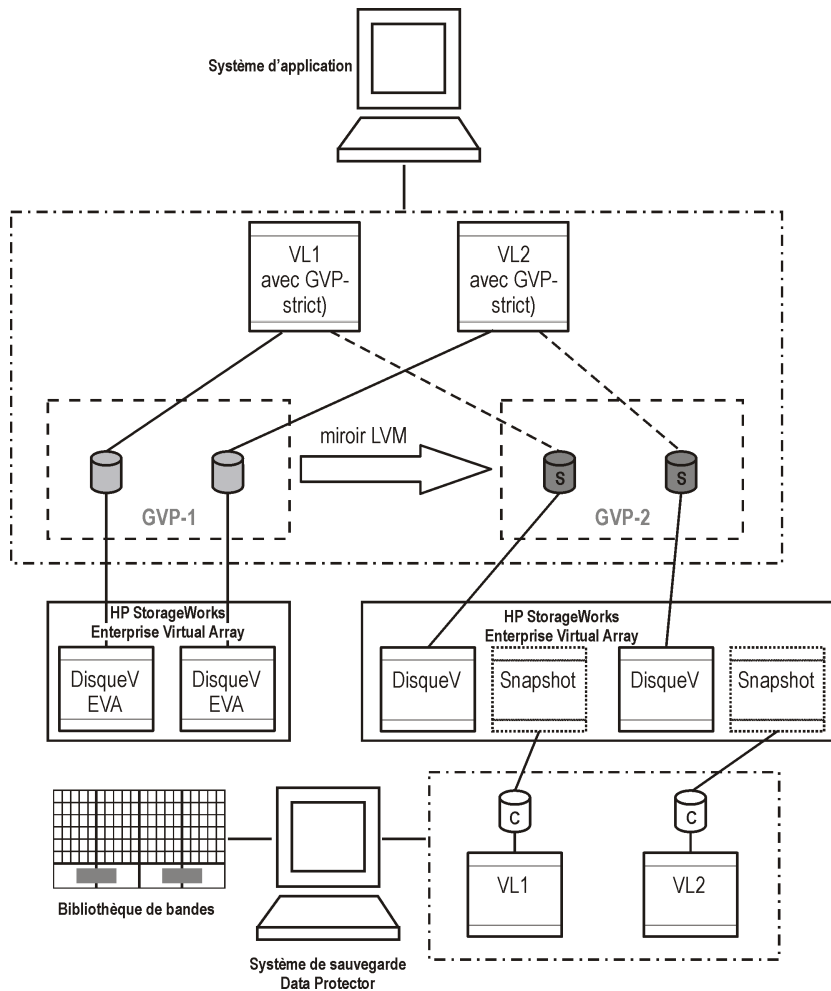 Système d'application
VL1
avec GVP-
strict)
VL2
avec GVP-
strict)
miroir LVM
S
S
GVP-1
GVP-2
HP StorageWorks
Enterprise Virtual Array
HP StorageWorks
Enterprise Virtual Array
DisqueV
EVA
DisqueV
EVA
DisqueV
Snapshot
DisqueV
Snapshot
C
C
VL1
VL2
Bibliothèque de bandes
Système de sauvegarde
Data Protector